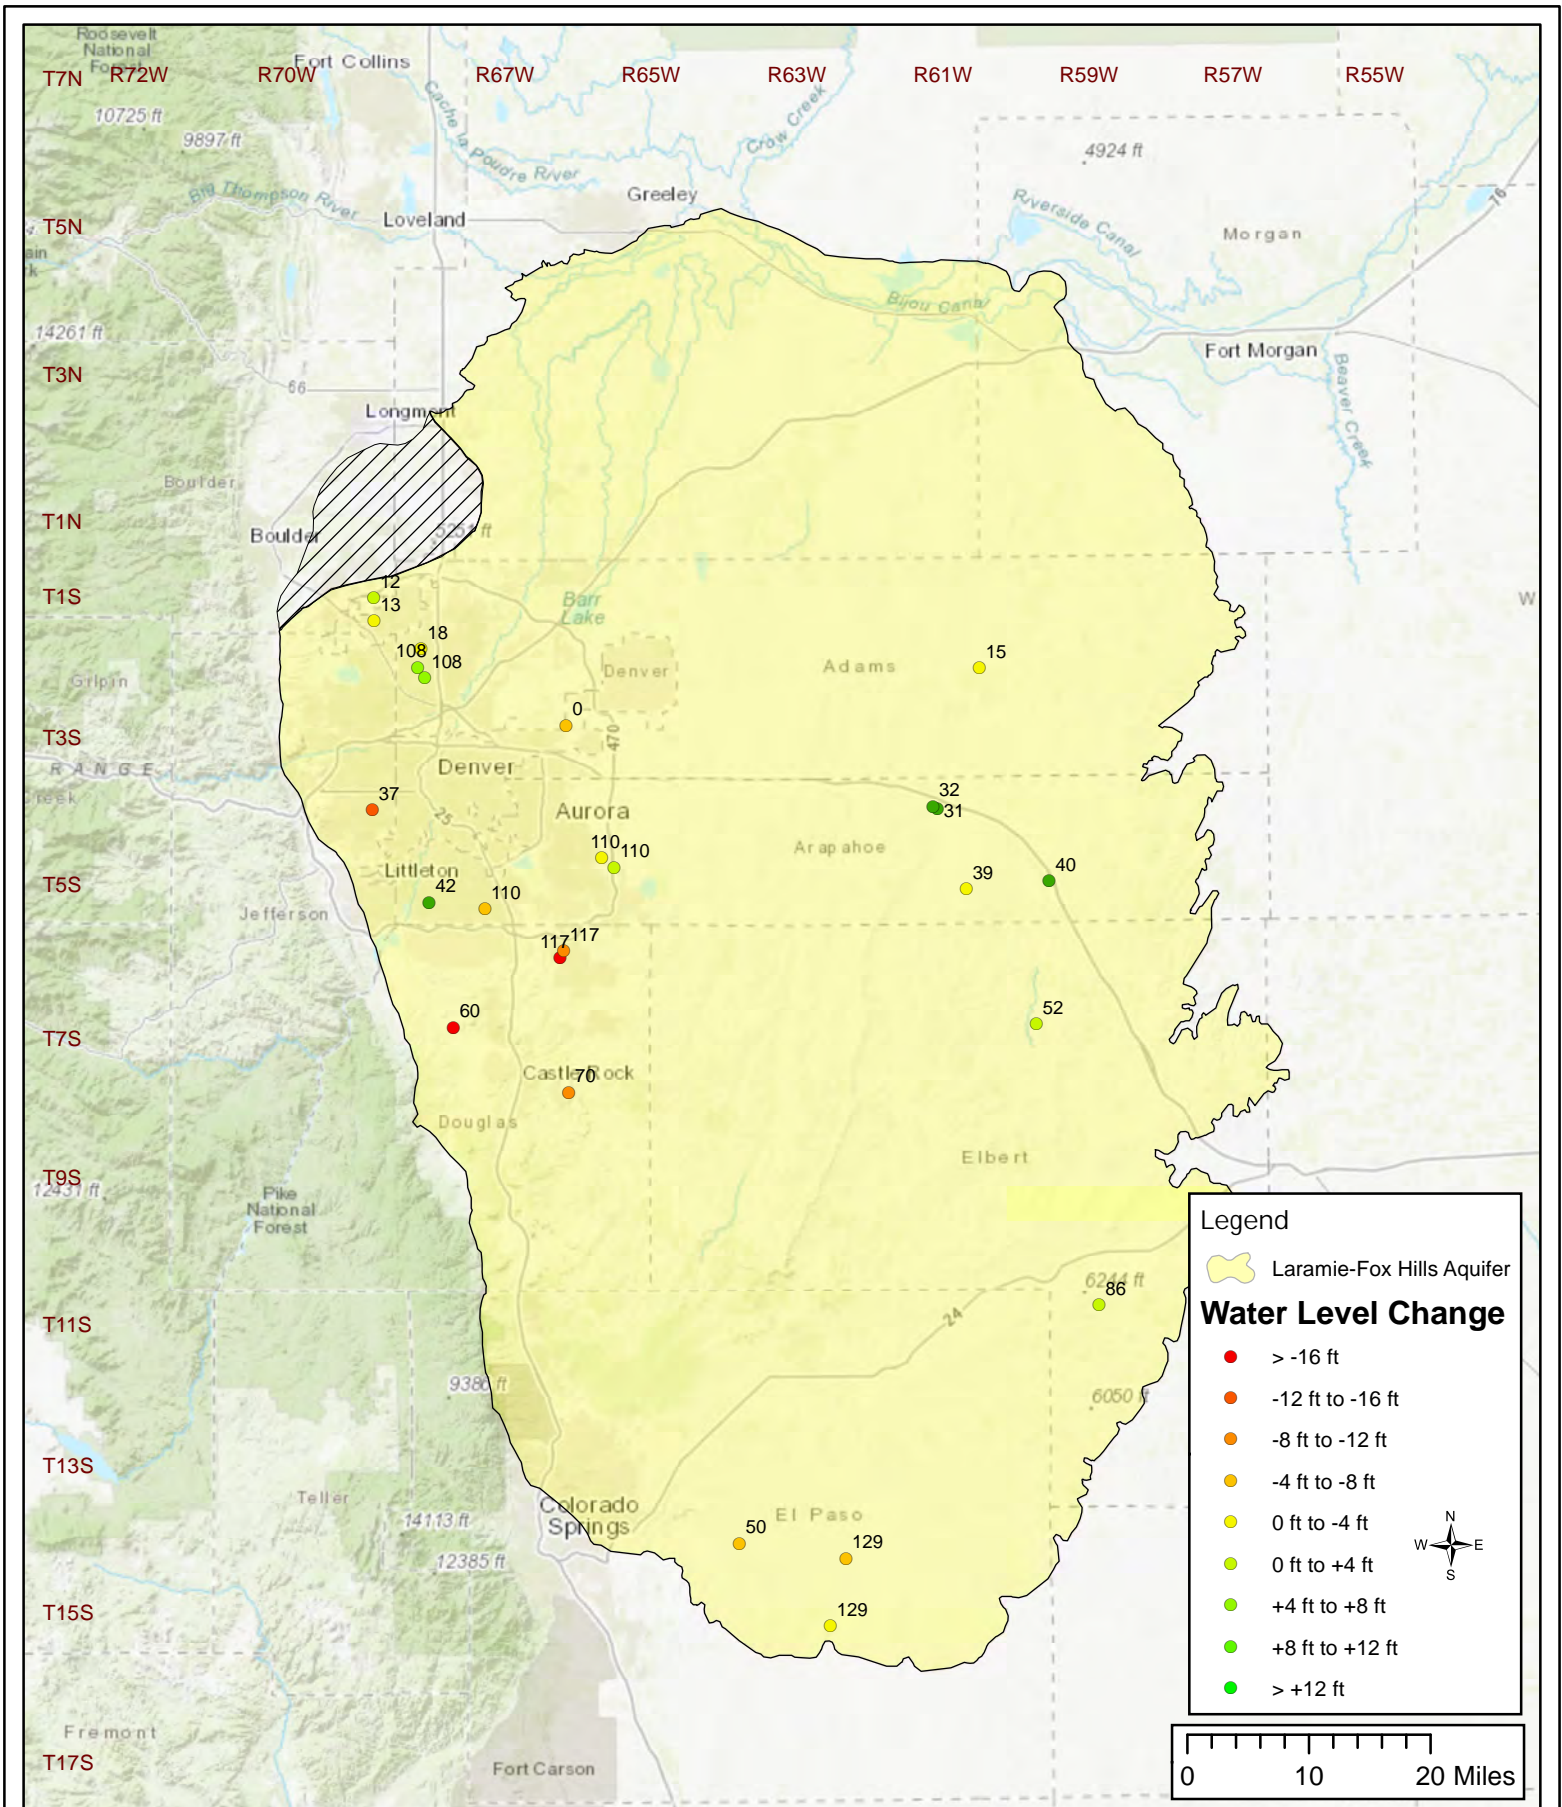 Roosevelt
National
Forest
Fort Collins
T7N
R72W
R70W
R67W
R65W
R63W
R61W
R59W
R57W
R55W
10725 ft
9897 ft
Cache la Poudre River
Crow Creek
4924 ft
Big Thompson River
Greeley
Riverside Canal
76
T5N
Loveland
Morgan
Bijou Canal
14261 ft
Fort Morgan
T3N
66
Beaver Creek
Longmont
Boulder
T1N
Boulder
5251 ft
12
T1S
13
Barr
Lake
W
18
108
108
15
Gilpin
Denver
Adams
0
T3S
470
RANGE
Denver
Creek
37
32
31
25
Aurora
110
110
Arapahoe
Littleton
39
40
T5S
42
110
Jefferson
117
117
52
60
T7S
Castle Rock
70
Douglas
Elbert
T9S
12431 ft
Pike
National
Forest
Legend
Laramie-Fox Hills Aquifer
6244 ft
86
Water Level Change
T11S
24
> -16 ft
9386 ft
6050 ft
-12 ft to -16 ft
-8 ft to -12 ft
T13S
-4 ft to -8 ft
Teller
Colorado
Springs
El Paso
14113 ft
50
129
0 ft to -4 ft
N
W
E
S
12385 ft
0 ft to +4 ft
T15S
129
+4 ft to +8 ft
+8 ft to +12 ft
> +12 ft
Fremont
T17S
Fort Carson
0
10
20 Miles